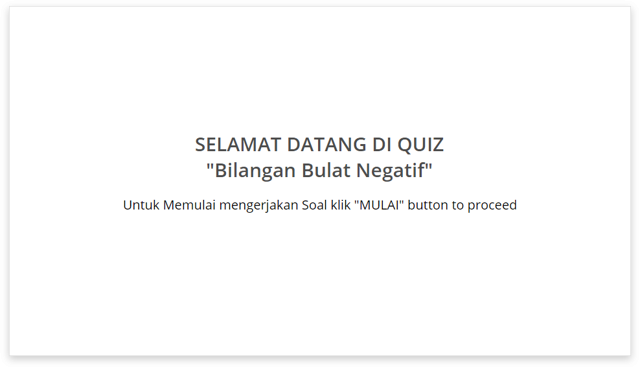 SELAMAT DATANG DI QUIZ
"Bilangan Bulat Negatif"
Untuk Memulai mengerjakan Soal klik "MULAI" button to proceed